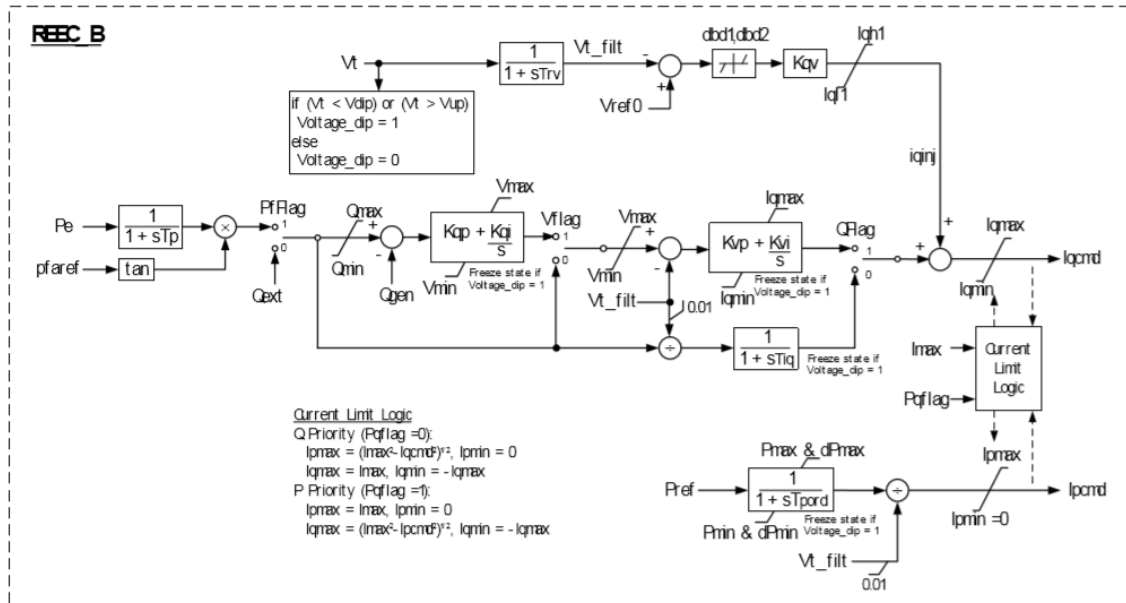 REEC_B
dbd1,dbd2
Iqh1
Vt
1
1 + sTrv
Vt_filt
-
+
Kqv
Iql1
Vref0
if (Vt < Vdip) or (Vt > Vup)
Voltage_dip = 1
else
Voltage_dip = 0
iqinj
Pe
1
1 + sTp
×
PfFlag
1
0
pfaref
tan
Qext
Qmax
Qmin
+
-
Qgen
Vmax
Kqp + Kqi
s
Vmin
Freeze state if
Voltage_dip = 1
Vflag
1
0
Vmax
Vmin
+
-
Vt_filt
0.01
Iqmax
Kvp + Kvi
s
Iqmin
Freeze state if
Voltage_dip = 1
QFlag
1
0
+
+
Iqmax
Iqmin
Iqcmd
÷
1
1 + sTiq
Freeze state if
Voltage_dip = 1
Imax
Pqflag
Current
Limit
Logic
Current Limit Logic
Q Priority (Pqflag =0):
Ipmax = (Imax²- Iqcmd²)¹ᐟ², Ipmin = 0
Iqmax = Imax, Iqmin = - Iqmax
P Priority (Pqflag =1):
Ipmax = Imax, Ipmin = 0
Iqmax = (Imax²- Ipcmd²)¹ᐟ², Iqmin = - Iqmax
Pref
Pmax & dPmax
1
1 + sTpord
Pmin & dPmin
Freeze state if
Voltage_dip = 1
÷
Vt_filt
0.01
Ipmax
Ipmin =0
Ipcmd